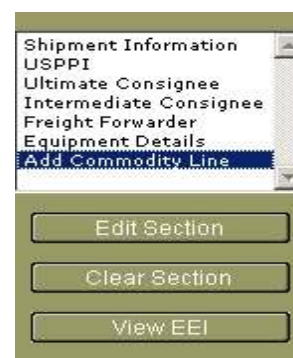 Shipment Information
USPPI
Ultimate Consignee
Intermediate Consignee
Freight Forwarder
Equipment Details
Add Commodity Line
Edit Section
Clear Section
View EEI